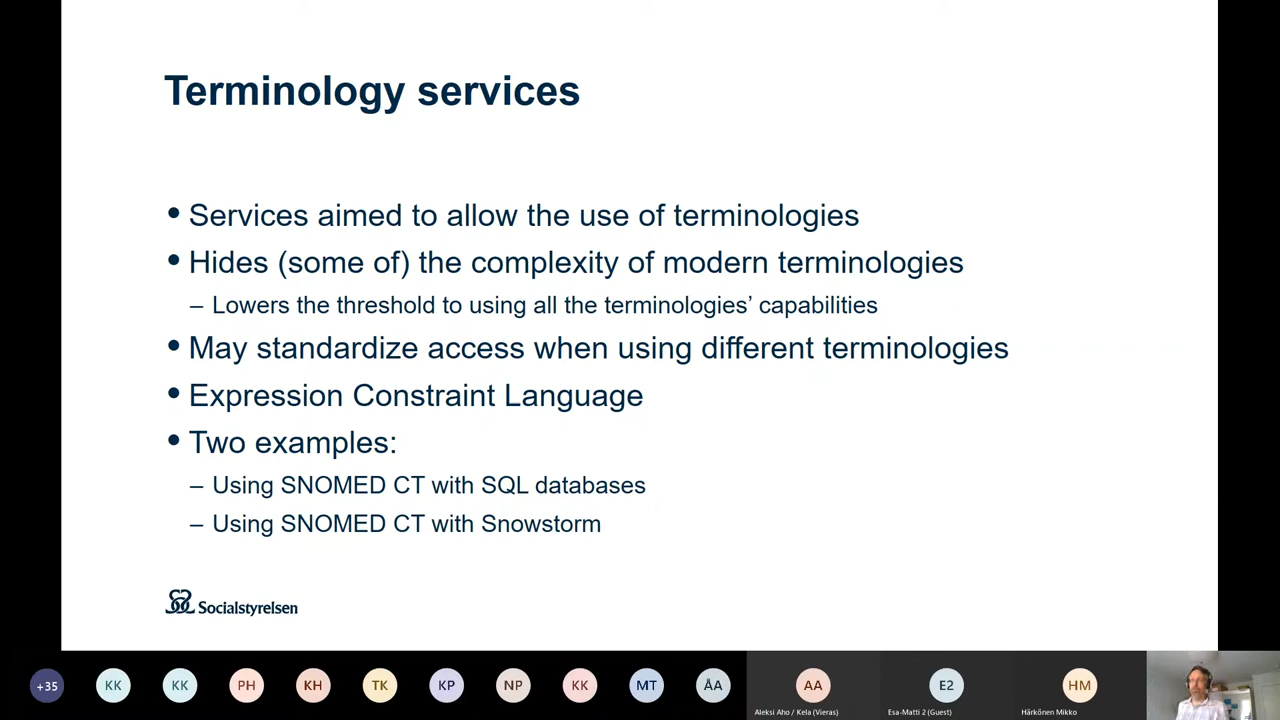 Terminology services
• Services aimed to allow the use of terminologies
• Hides (some of) the complexity of modern terminologies
– Lowers the threshold to using all the terminologies’ capabilities
• May standardize access when using different terminologies
• Expression Constraint Language
• Two examples:
– Using SNOMED CT with SQL databases
– Using SNOMED CT with Snowstorm
Socialstyrelsen
+35 KK KK PH KH TK KP NP KK MT ÅA AA E2 HM
Aleksi Aho / Kela (Vieras) Esa-Matti 2 (Guest) Härkönen Mikko